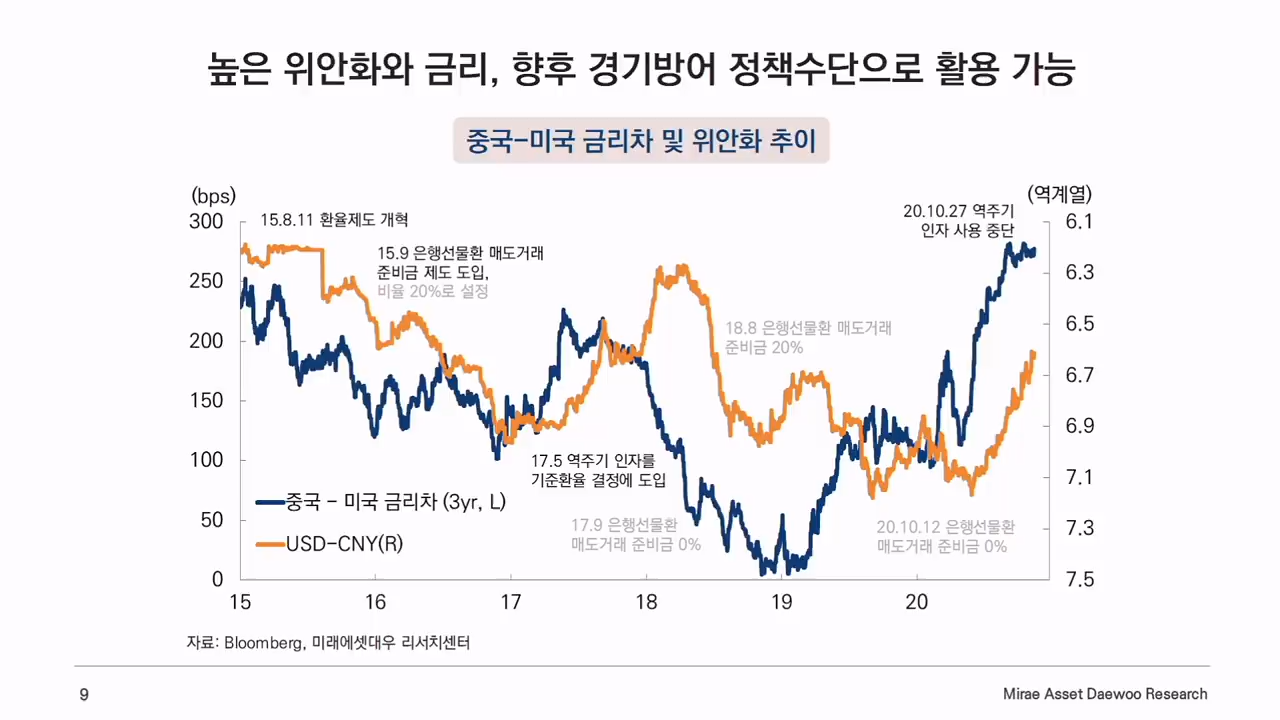 높은 위안화와 금리, 향후 경기방어 정책수단으로 활용 가능
중국-미국 금리차 및 위안화 추이
(bps)
(역계열)
300
250
200
150
100
50
0
6.1
6.3
6.5
6.7
6.9
7.1
7.3
7.5
15.8.11 환율제도 개혁
15.9 은행선물환 매도거래
준비금 제도 도입,
비율 20%로 설정
20.10.27 역주기
인자 사용 중단
18.8 은행선물환 매도거래
준비금 20%
17.5 역주기 인자를
기준환율 결정에 도입
17.9 은행선물환
매도거래 준비금 0%
20.10.12 은행선물환
매도거래 준비금 0%
중국 - 미국 금리차 (3yr, L)
USD-CNY(R)
15 16 17 18 19 20
자료: Bloomberg, 미래에셋대우 리서치센터
9
Mirae Asset Daewoo Research